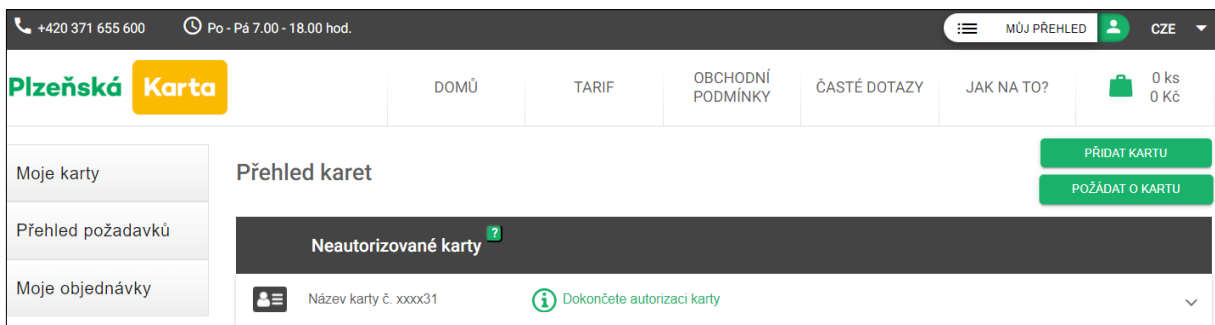 +420 371 655 600 Po - Pá 7.00 - 18.00 hod. MŮJ PŘEHLED CZE
Plzeňská Karta DOMŮ TARIF OBCHODNÍ PODMÍNKY ČASTÉ DOTAZY JAK NA TO? 0 ks
0 Kč
Moje karty
Přehled požadavků
Moje objednávky
Přehled karet
PŘIDAT KARTU
POŽÁDAT O KARTU
Neautorizované karty ?
Název karty č. xxxx31 Dokončete autorizaci karty